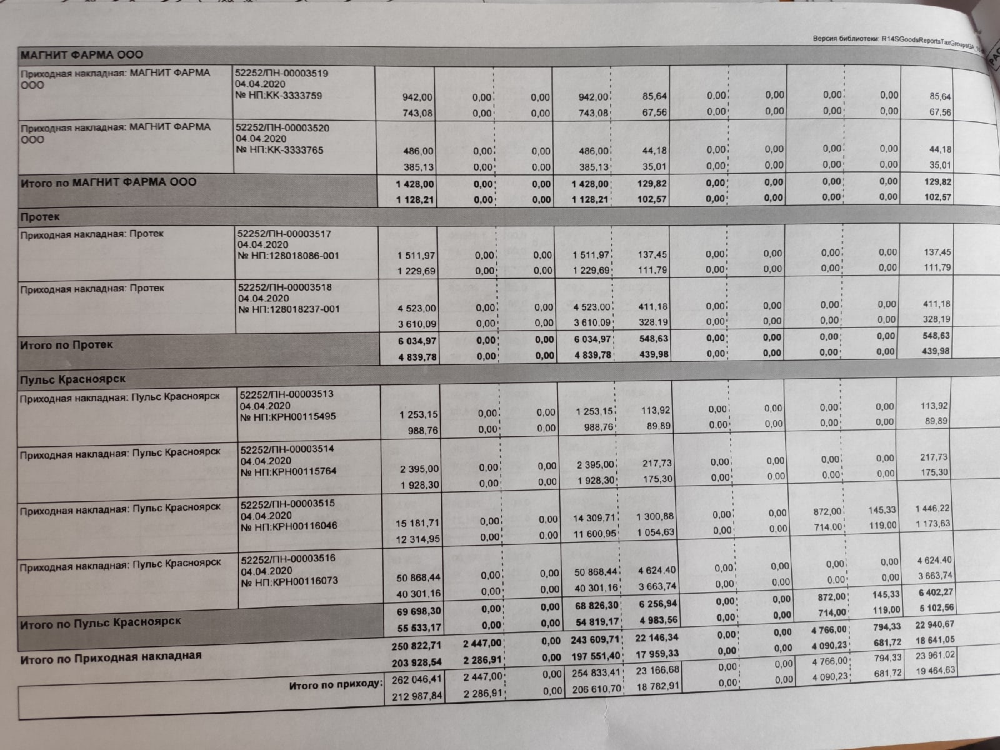 Версия библиотеки: R14SGoodsReportsTaxGroupsGA_
МАГНИТ ФАРМА ООО
Приходная накладная: МАГНИТ ФАРМА
ООО
52252/ПН-00003519
04.04.2020
№ НП:КК-3333759
942,00 0,00 0,00 942,00 85,64 0,00 0,00 0,00 0,00 85,64
743,08 0,00 0,00 743,08 67,56 0,00 0,00 0,00 0,00 67,56
Приходная накладная: МАГНИТ ФАРМА
ООО
52252/ПН-00003520
04.04.2020
№ НП:КК-3333765
486,00 0,00 0,00 486,00 44,18 0,00 0,00 0,00 0,00 44,18
385,13 0,00 0,00 385,13 35,01 0,00 0,00 0,00 0,00 35,01
Итого по МАГНИТ ФАРМА ООО
1 428,00 0,00 0,00 1 428,00 129,82 0,00 0,00 0,00 0,00 129,82
1 128,21 0,00 0,00 1 128,21 102,57 0,00 0,00 0,00 0,00 102,57
Протек
Приходная накладная: Протек
52252/ПН-00003517
04.04.2020
№ НП:128018086-001
1 511,97 0,00 0,00 1 511,97 137,45 0,00 0,00 0,00 0,00 137,45
1 229,69 0,00 0,00 1 229,69 111,79 0,00 0,00 0,00 0,00 111,79
Приходная накладная: Протек
52252/ПН-00003518
04.04.2020
№ НП:128018237-001
4 523,00 0,00 0,00 4 523,00 411,18 0,00 0,00 0,00 0,00 411,18
3 610,09 0,00 0,00 3 610,09 328,19 0,00 0,00 0,00 0,00 328,19
Итого по Протек
6 034,97 0,00 0,00 6 034,97 548,63 0,00 0,00 0,00 0,00 548,63
4 839,78 0,00 0,00 4 839,78 439,98 0,00 0,00 0,00 0,00 439,98
Пульс Красноярск
Приходная накладная: Пульс Красноярск
52252/ПН-00003513
04.04.2020
№ НП:КРН00115495
1 253,15 0,00 0,00 1 253,15 113,92 0,00 0,00 0,00 0,00 113,92
988,76 0,00 0,00 988,76 89,89 0,00 0,00 0,00 0,00 89,89
Приходная накладная: Пульс Красноярск
52252/ПН-00003514
04.04.2020
№ НП:КРН00115764
2 395,00 0,00 0,00 2 395,00 217,73 0,00 0,00 0,00 0,00 217,73
1 928,30 0,00 0,00 1 928,30 175,30 0,00 0,00 0,00 0,00 175,30
Приходная накладная: Пульс Красноярск
52252/ПН-00003515
04.04.2020
№ НП:КРН00116046
15 181,71 0,00 0,00 14 309,71 1 300,88 0,00 0,00 872,00 145,33 1 446,22
12 314,95 0,00 0,00 11 600,95 1 054,63 0,00 0,00 714,00 119,00 1 173,63
Приходная накладная: Пульс Красноярск
52252/ПН-00003516
04.04.2020
№ НП:КРН00116073
50 868,44 0,00 0,00 50 868,44 4 624,40 0,00 0,00 0,00 0,00 4 624,40
40 301,16 0,00 0,00 40 301,16 3 663,74 0,00 0,00 0,00 0,00 3 663,74
Итого по Пульс Красноярск
69 698,30 0,00 0,00 68 826,30 6 256,94 0,00 0,00 872,00 145,33 6 402,27
55 533,17 0,00 0,00 54 819,17 4 983,56 0,00 0,00 714,00 119,00 5 102,56
Итого по Приходная накладная
250 822,71 2 447,00 0,00 243 609,71 22 146,34 0,00 0,00 4 766,00 794,33 22 940,67
203 928,54 2 286,91 0,00 197 551,40 17 959,33 0,00 0,00 4 090,23 681,72 18 641,05
Итого по приходу:
262 046,41 2 447,00 0,00 254 833,41 23 166,68 0,00 0,00 4 766,00 794,33 23 961,02
212 987,84 2 286,91 0,00 206 610,70 18 782,91 0,00 0,00 4 090,23 681,72 19 464,63